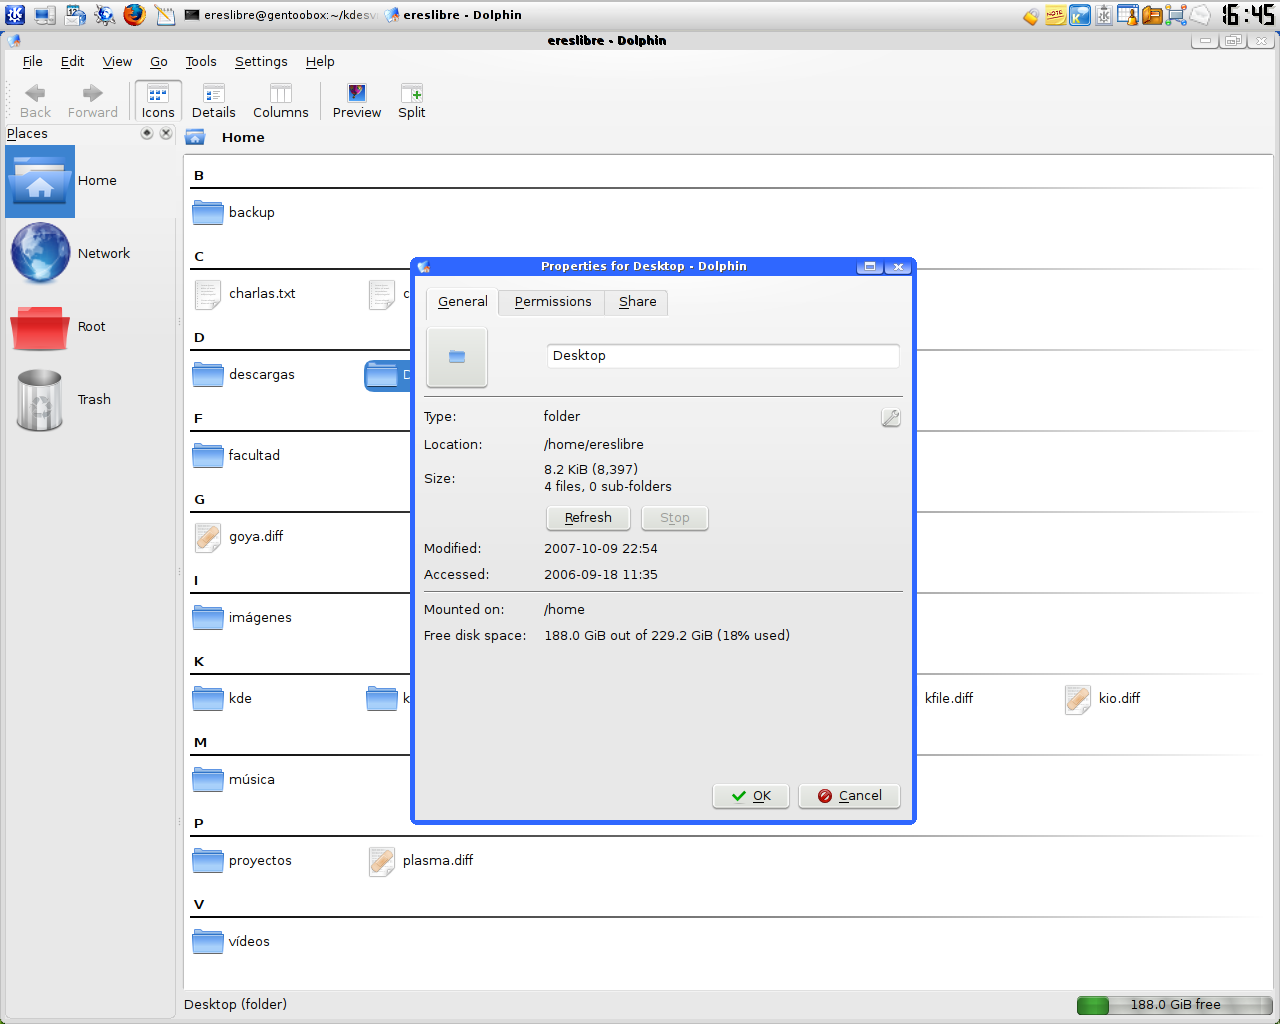 ereslibre@gentoobox:~/kdesv
ereslibre - Dolphin
16:45
ereslibre - Dolphin
File Edit View Go Tools Settings Help
Back Forward Icons Details Columns Preview Split
Places
Home
Home
Network
Root
Trash
B
backup
C
charlas.txt c
D
descargas D
F
facultad
G
goya.diff
I
imágenes
K
kde k kfile.diff kio.diff
M
música
P
proyectos plasma.diff
V
vídeos
Properties for Desktop - Dolphin
General Permissions Share
Desktop
Type: folder
Location: /home/ereslibre
Size: 8.2 KiB (8,397)
4 files, 0 sub-folders
Refresh Stop
Modified: 2007-10-09 22:54
Accessed: 2006-09-18 11:35
Mounted on: /home
Free disk space: 188.0 GiB out of 229.2 GiB (18% used)
OK Cancel
Desktop (folder)
188.0 GiB free